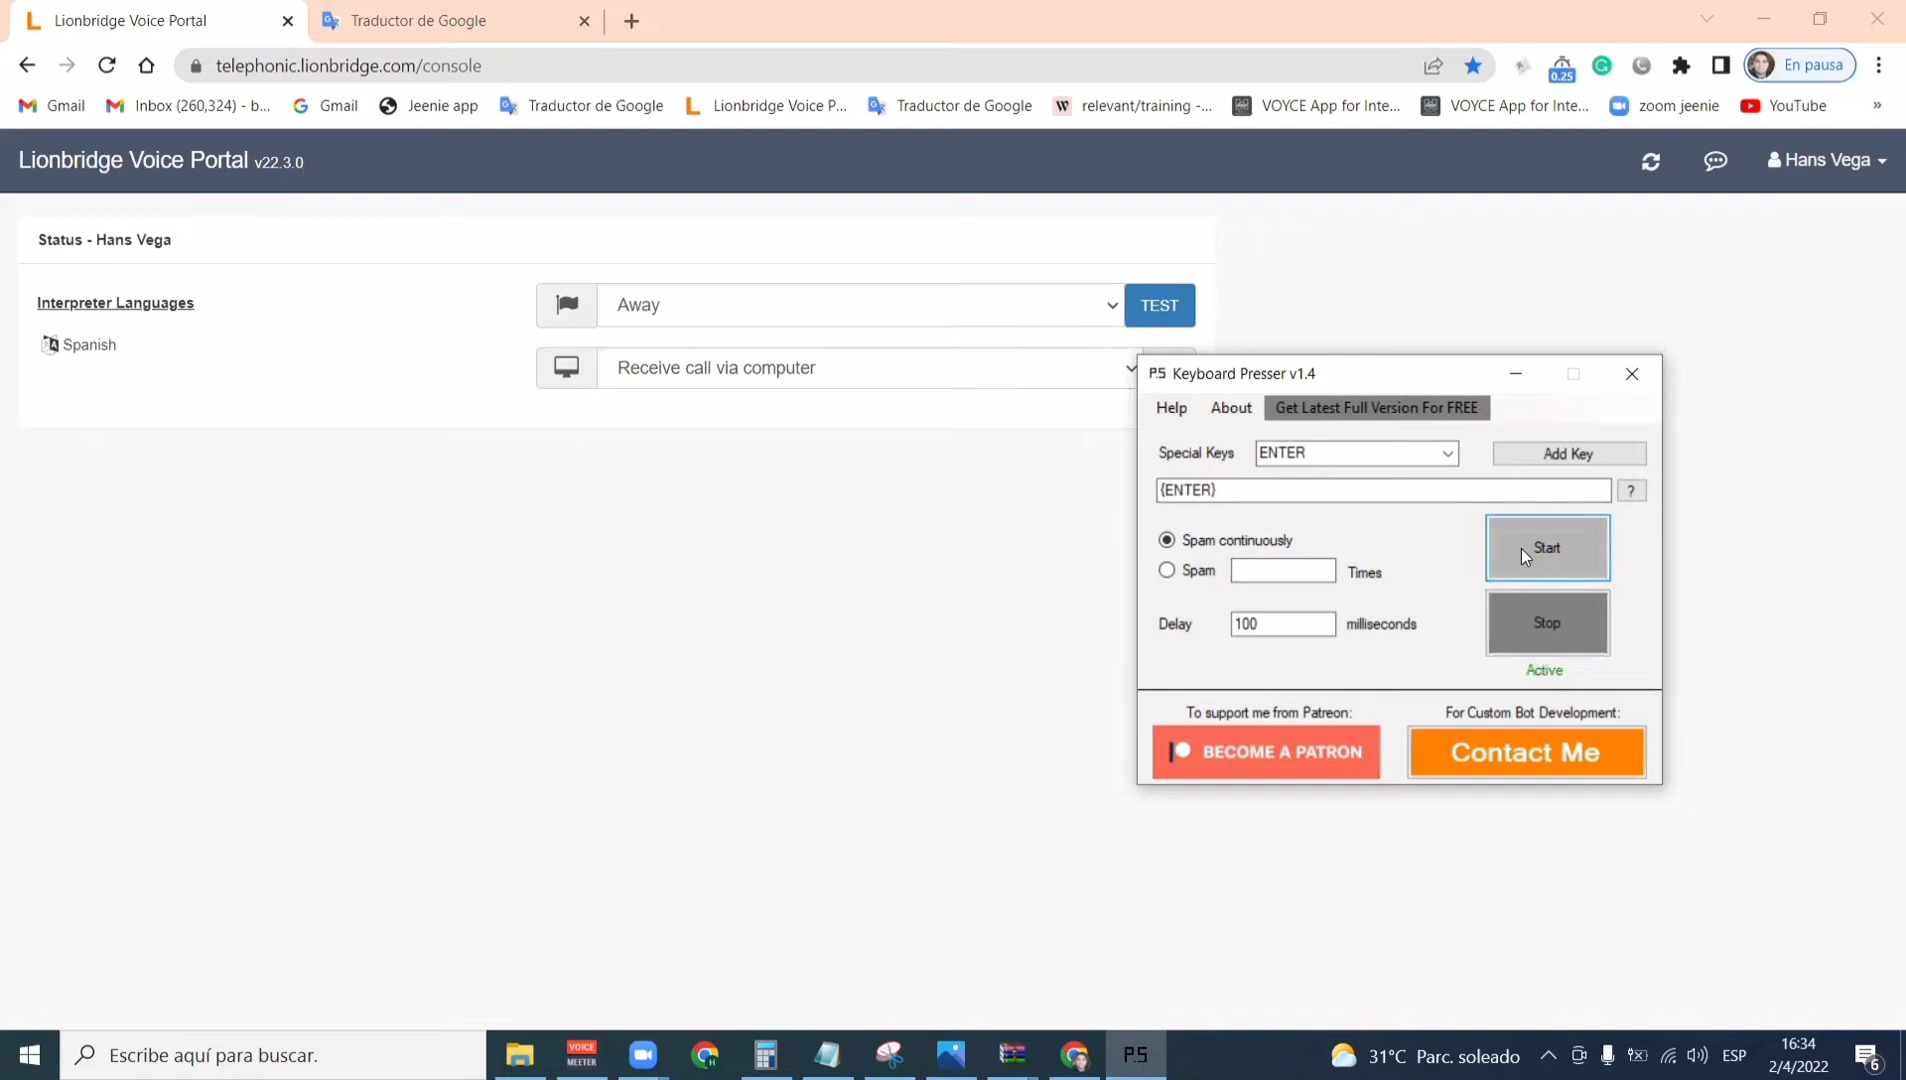 Lionbridge Voice Portal
Traductor de Google
telephonic.lionbridge.com/console
0.25
En pausa
Gmail
Inbox (260,324) - b...
Gmail
Jeenie app
Traductor de Google
Lionbridge Voice P...
Traductor de Google
relevant/training -...
VOYCE App for Inte...
VOYCE App for Inte...
zoom jeenie
YouTube
»
Lionbridge Voice Portal v22.3.0
Hans Vega
Status - Hans Vega
Interpreter Languages
Spanish
Away
TEST
Receive call via computer
P.S Keyboard Presser v1.4
Help
About
Get Latest Full Version For FREE
Special Keys
ENTER
Add Key
{ENTER}
?
Spam continuously
Start
Spam
Times
Delay
100
milliseconds
Stop
Active
To support me from Patreon:
For Custom Bot Development:
BECOME A PATRON
Contact Me
Escribe aquí para buscar.
VOICE
MEETER
P.S
31°C Parc. soleado
ESP
16:34
2/4/2022
6